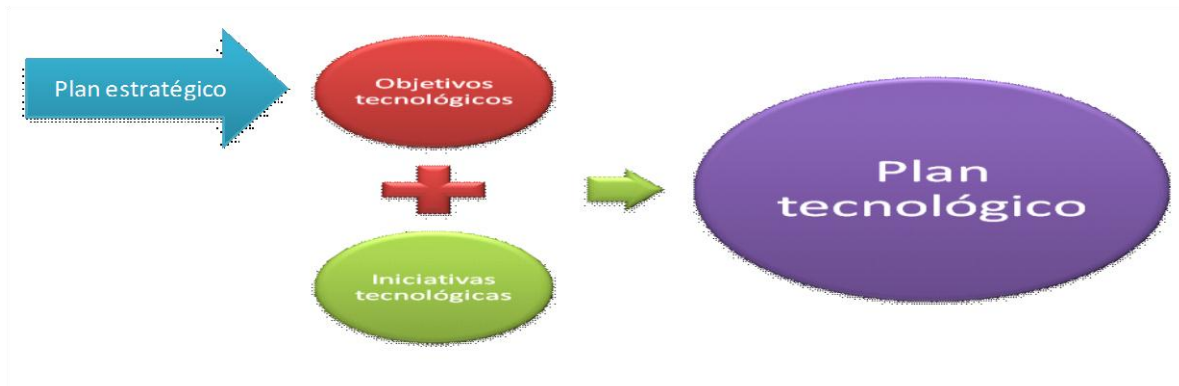 Plan estratégico
Objetivos
tecnológicos
Iniciativas
tecnológicas
Plan
tecnológico